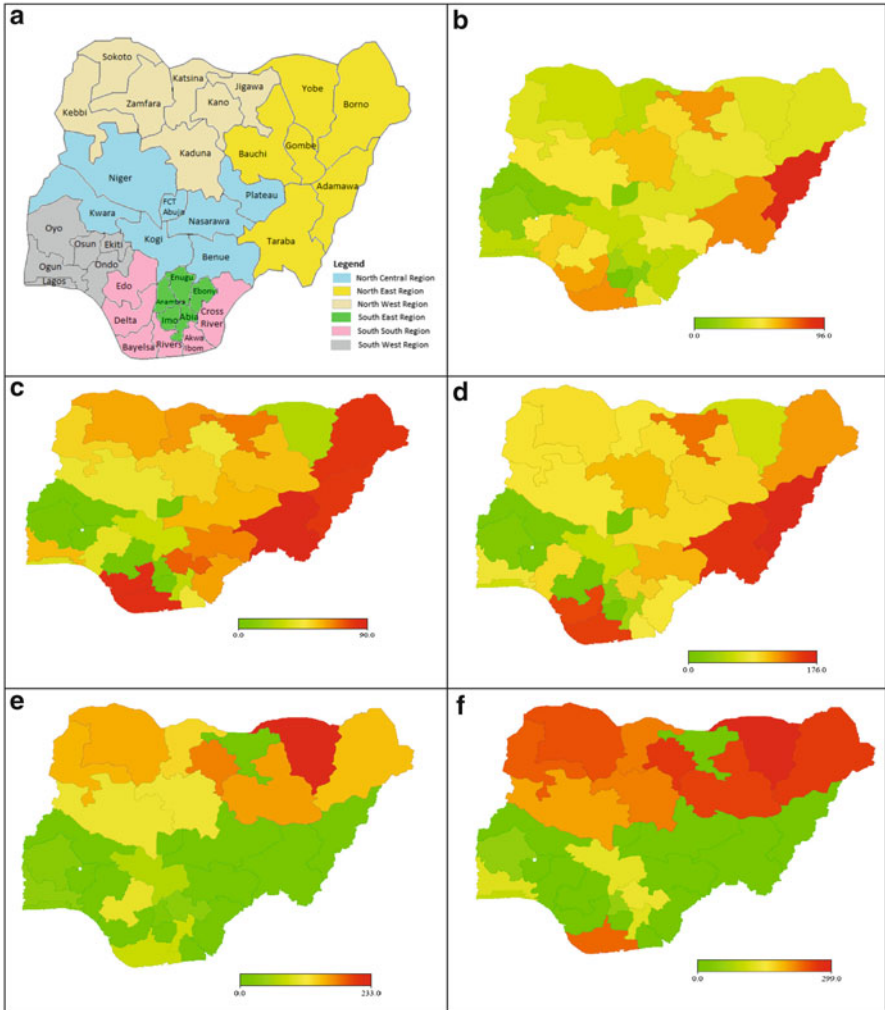 a
Sokoto
Katsina
Jigawa
Yobe
Borno
Kebbi
Zamfara
Kano
Kaduna
Bauchi
Gombe
Adamawa
Niger
FCT
Abuja
Plateau
Kwara
Nasarawa
Taraba
Oyo
Kogi
Benue
Osun
Ekiti
Ogun
Ondo
Lagos
Edo
Enugu
Ebonyi
Anambra
Delta
Imo
Abia
Cross
River
Bayelsa
Rivers
Akwa
Ibom
Legend
North Central Region
North East Region
North West Region
South East Region
South South Region
South West Region
b
0.0 96.0
c
0.0 90.0
d
0.0 176.0
e
0.0 233.0
f
0.0 299.0